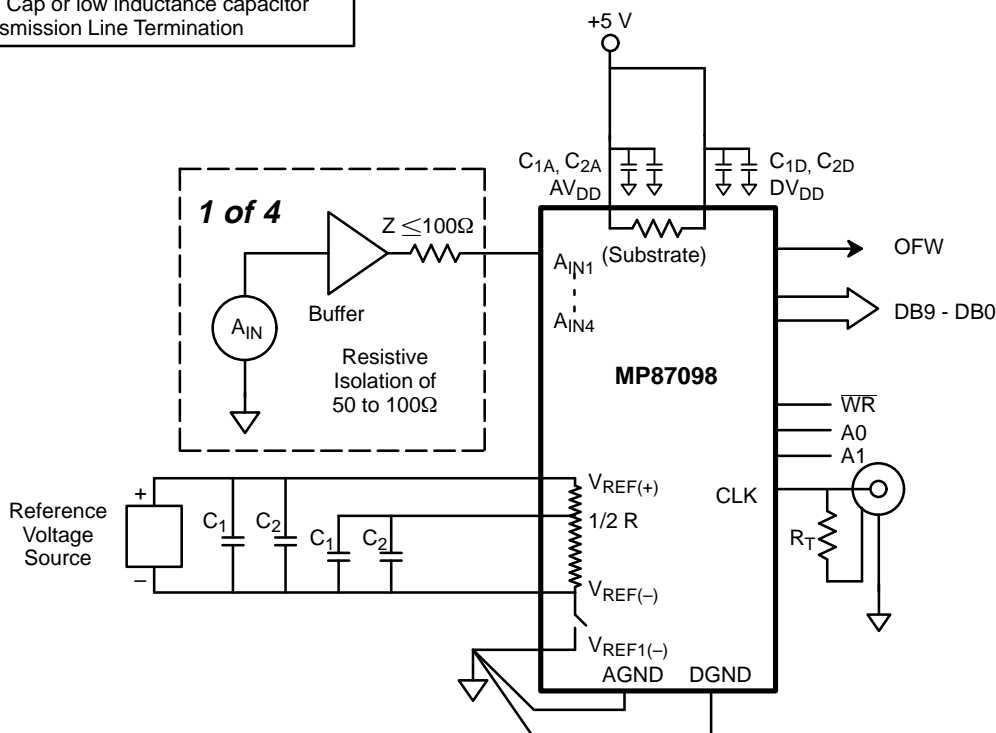 Cap or low inductance capacitor
smission Line Termination
+5 V
C1A, C2A
AVDD
C1D, C2D
DVDD
1 of 4
Z ≤100Ω
Buffer
AIN
Resistive
Isolation of
50 to 100Ω
(Substrate)
AIN1
AIN4
MP87098
OFW
DB9 - DB0
WR
A0
A1
CLK
RT
Reference
Voltage
Source
+
–
C1
C2
C1
C2
VREF(+)
1/2 R
VREF(–)
VREF1(–)
AGND
DGND